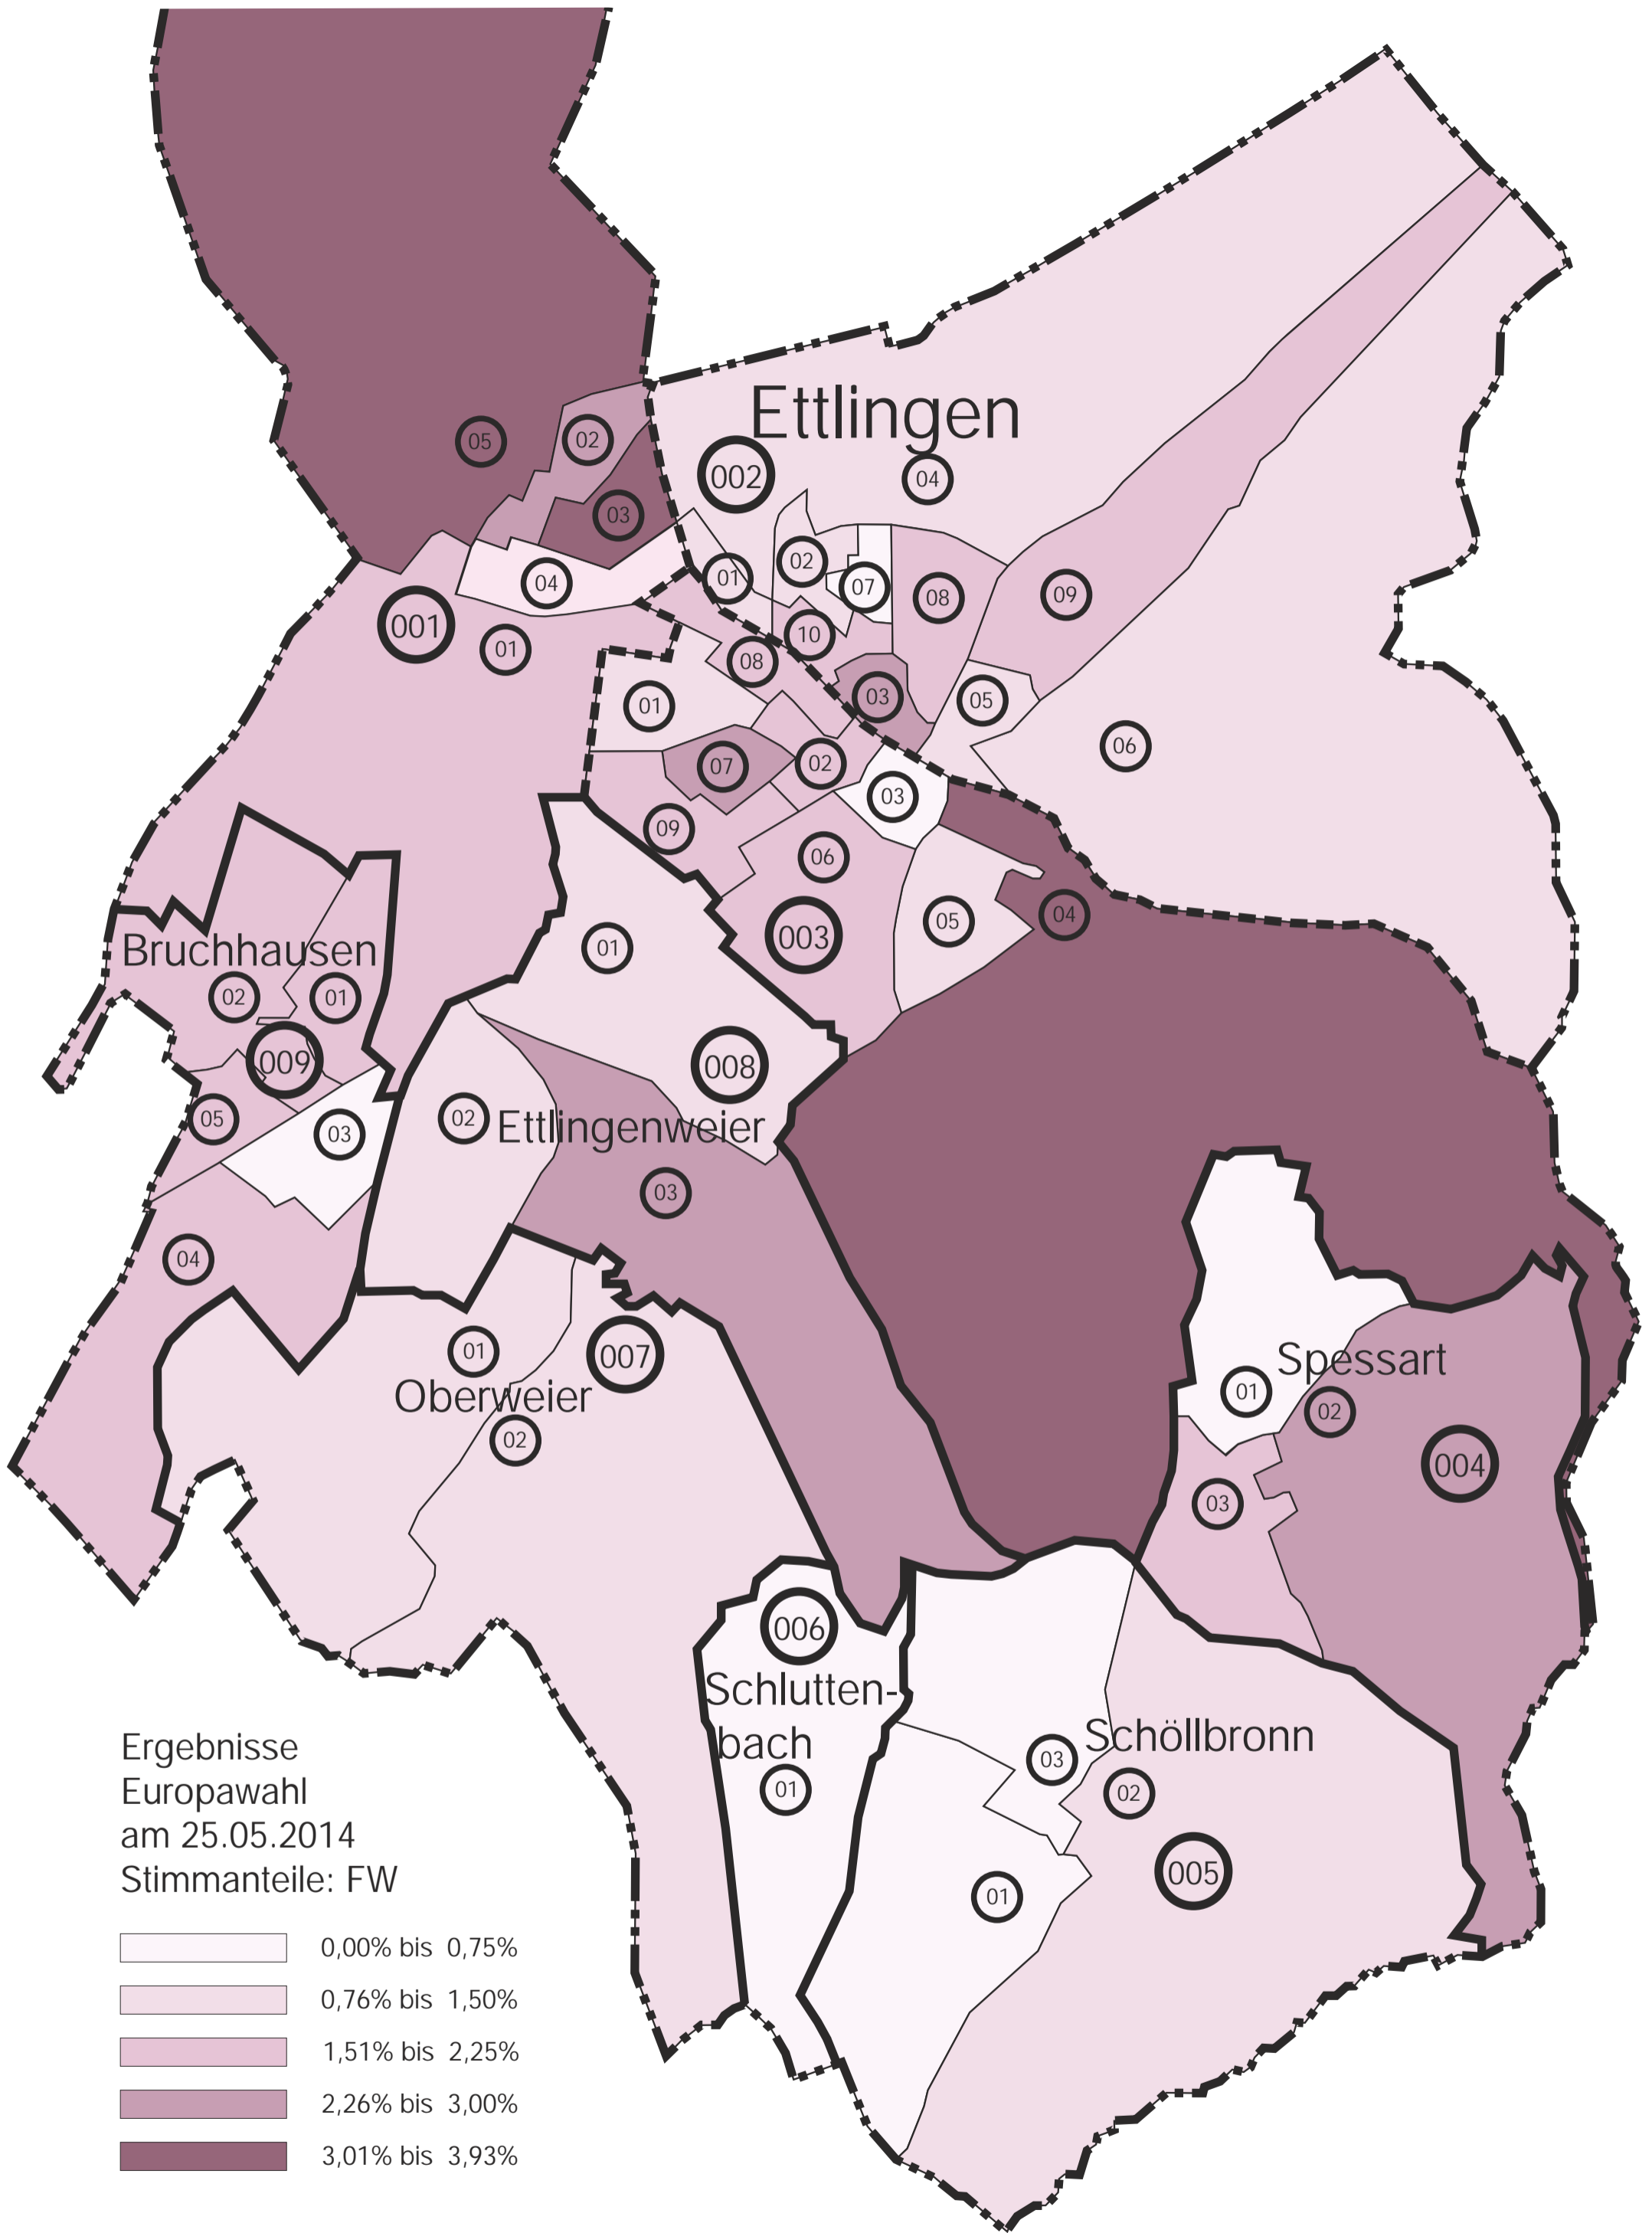 Ettlingen
05
02
002
04
03
02
01
07
04
08
09
001
10
01
08
03
05
01
06
02
07
03
09
06
04
05
003
01
Bruchhausen
02
01
009
008
02
Ettlingenweier
05
03
03
04
01
007
Spessart
01
Oberweier
02
02
004
03
006
Schlutten-
bach
Schöllbronn
03
01
02
005
01
Ergebnisse
Europawahl
am 25.05.2014
Stimmanteile: FW
0,00% bis 0,75%
0,76% bis 1,50%
1,51% bis 2,25%
2,26% bis 3,00%
3,01% bis 3,93%